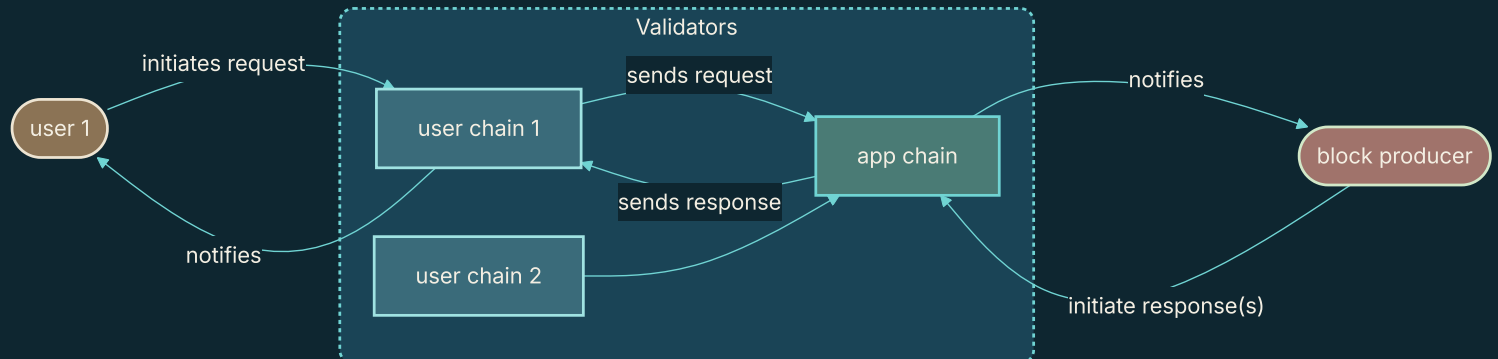 Validators
initiates request
sends request
notifies
user 1
user chain 1
app chain
block producer
sends response
notifies
user chain 2
initiate response(s)